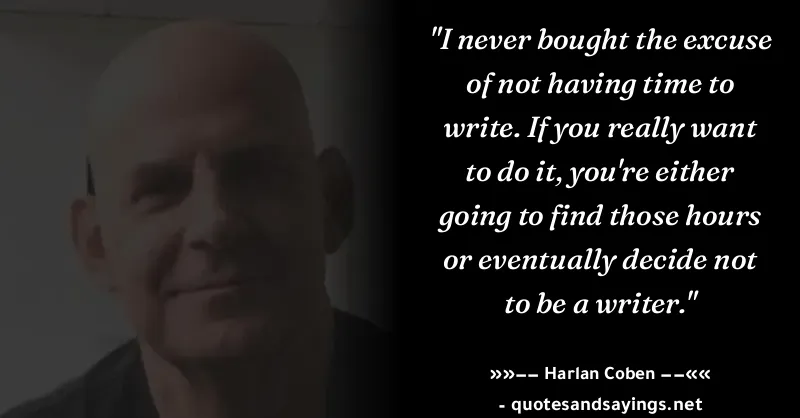 "I never bought the excuse
of not having time to
write. If you really want
to do it, you're either
going to find those hours
or eventually decide not
to be a writer."
»»–– Harlan Coben ––««
- quotesandsayings.net